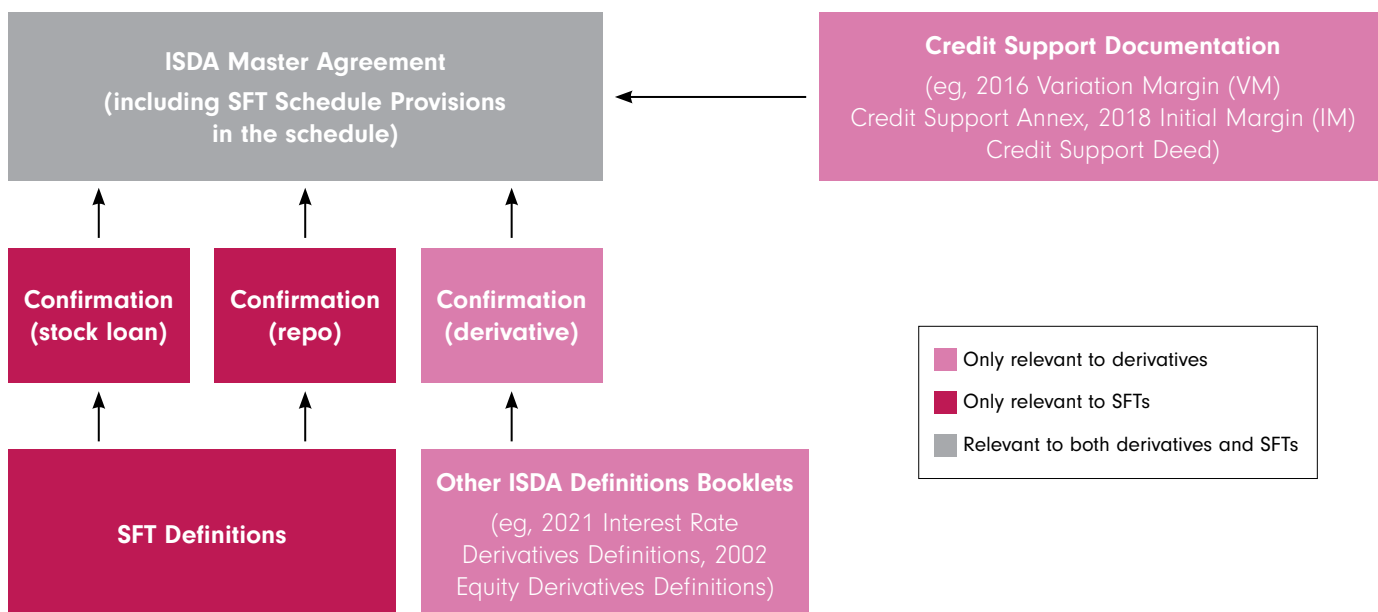 ISDA Master Agreement
(including SFT Schedule Provisions
in the schedule)
Credit Support Documentation
(eg, 2016 Variation Margin (VM)
Credit Support Annex, 2018 Initial Margin (IM)
Credit Support Deed)
Confirmation
(stock loan)
Confirmation
(repo)
Confirmation
(derivative)
SFT Definitions
Other ISDA Definitions Booklets
(eg, 2021 Interest Rate
Derivatives Definitions, 2002
Equity Derivatives Definitions)
Only relevant to derivatives
Only relevant to SFTs
Relevant to both derivatives and SFTs